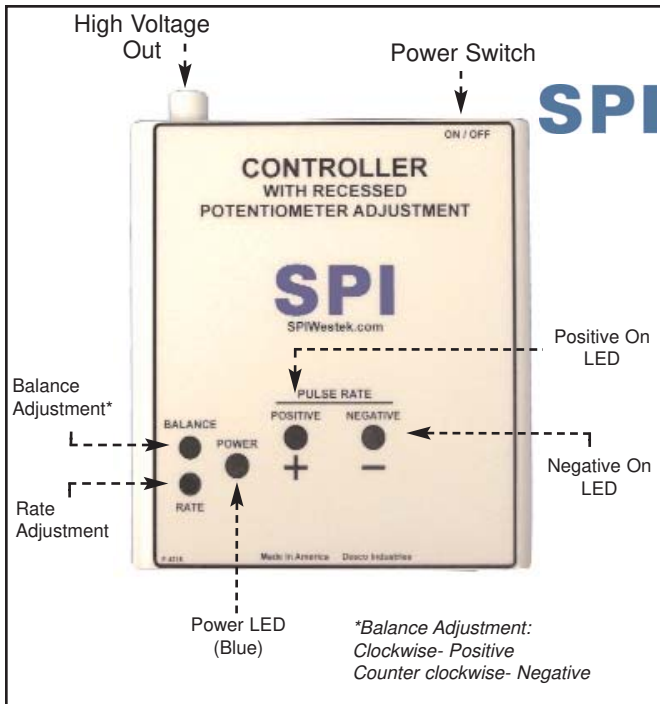 High Voltage
Out
Power Switch
SPI
ON / OFF
CONTROLLER
WITH RECESSED
POTENTIOMETER ADJUSTMENT
SPI
SPIWestek.com
Positive On
LED
PULSE RATE
Balance
Adjustment*
BALANCE
POWER
POSITIVE
NEGATIVE
+
−
Negative On
LED
Rate
Adjustment
RATE
Made In America Desco Industries
Power LED
(Blue)
*Balance Adjustment:
Clockwise- Positive
Counter clockwise- Negative